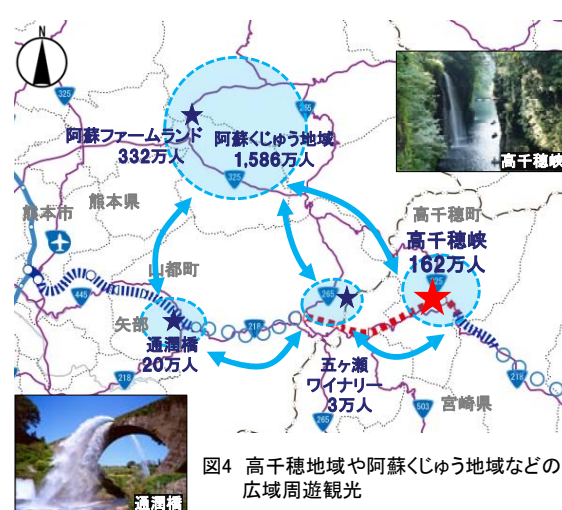 N
325
265
阿蘇ファームランド
332万人
阿蘇くじゅう地域
1,586万人
高千穂峡
325
熊本県
熊本市
高千穂町
高千穂峡
162万人
山都町
265
325
445
矢部
218
通潤橋
20万人
五ヶ瀬
ワイナリー
3万人
218
218
265
503
宮崎県
通潤橋
図4 高千穂地域や阿蘇くじゅう地域などの
広域周遊観光